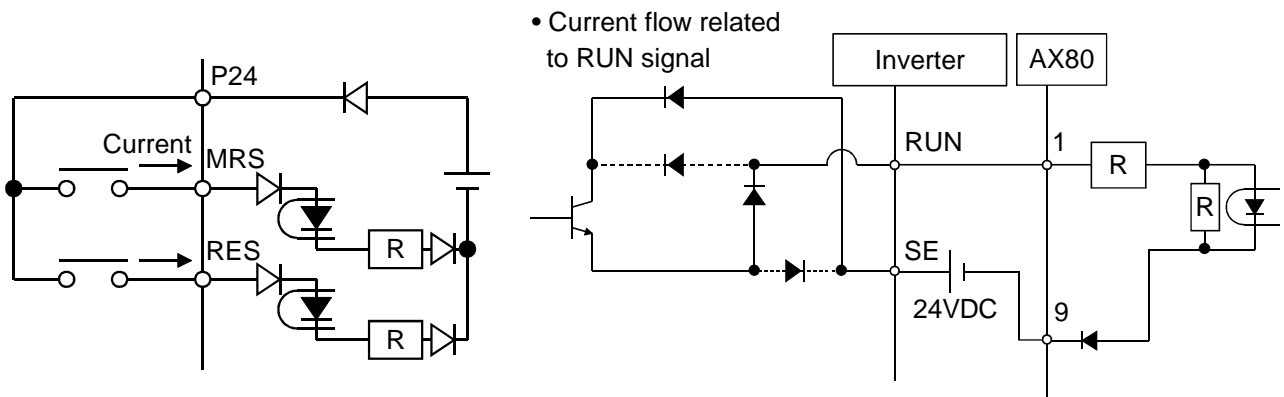 P24
Current
MRS
R
RES
R
• Current flow related
to RUN signal
Inverter
AX80
RUN
1
R
R
SE
24VDC
9